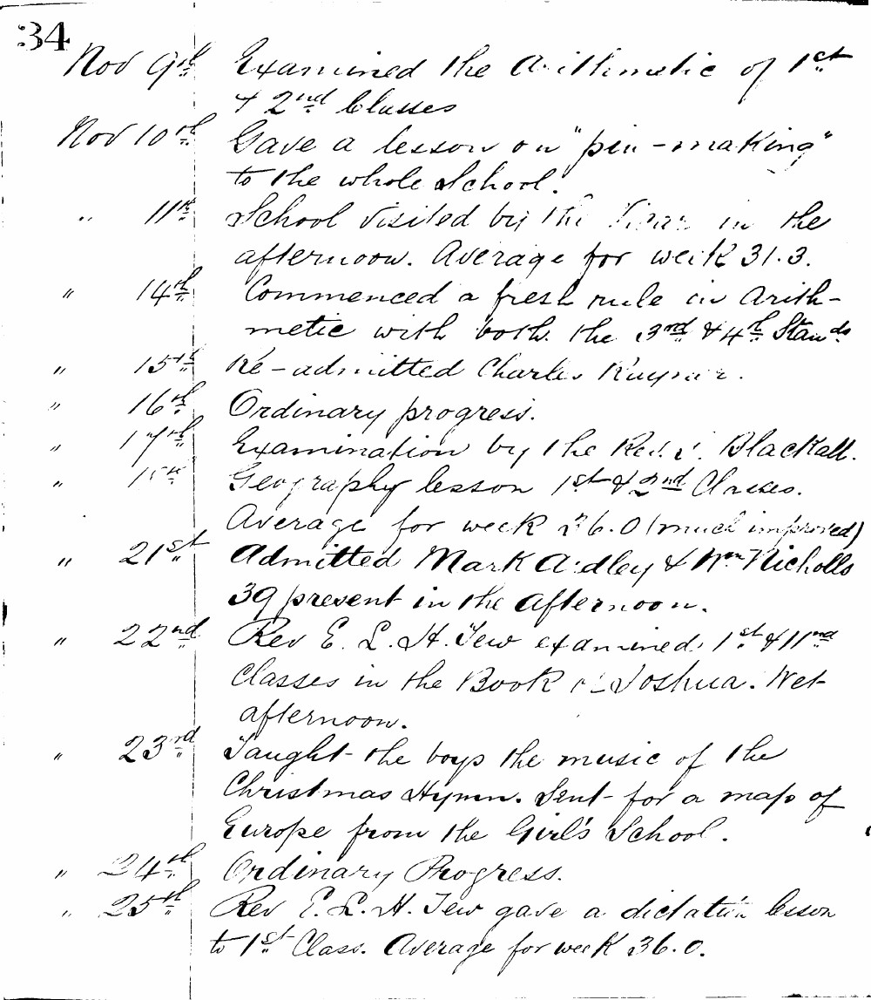 34
Nov 9th Examined the Arithmetic of 1st
& 2nd Classes
Nov 10th Gave a lesson on "pin-making"
to the whole School.
" 11th School visited by the Vicar in the
afternoon. Average for week 31.3.
" 14th Commenced a fresh rule in Arith-
metic with both the 3rd & 4th Stands
" 15th Re-admitted Charles
" 16th Ordinary progress.
" 17th Examination by the Rev. Blackall.
" Geography lesson 1st & 2nd Classes.
Average for week 36.0 (much improved)
" 21st Admitted Mark Ardley & Wm Nicholls
39 present in the afternoon.
" 22nd Rev E. L. H. Tew examined 1st & 11nd
Classes in the Book of Joshua. Wet
afternoon.
" 23rd Taught the boys the music of the
Christmas Hymn. Sent for a map of
Europe from the Girl's School.
" 24th Ordinary Progress.
" 25th Rev E. L. H. Tew gave a dictation lesson
to 1st Class. Average for week 36.0.